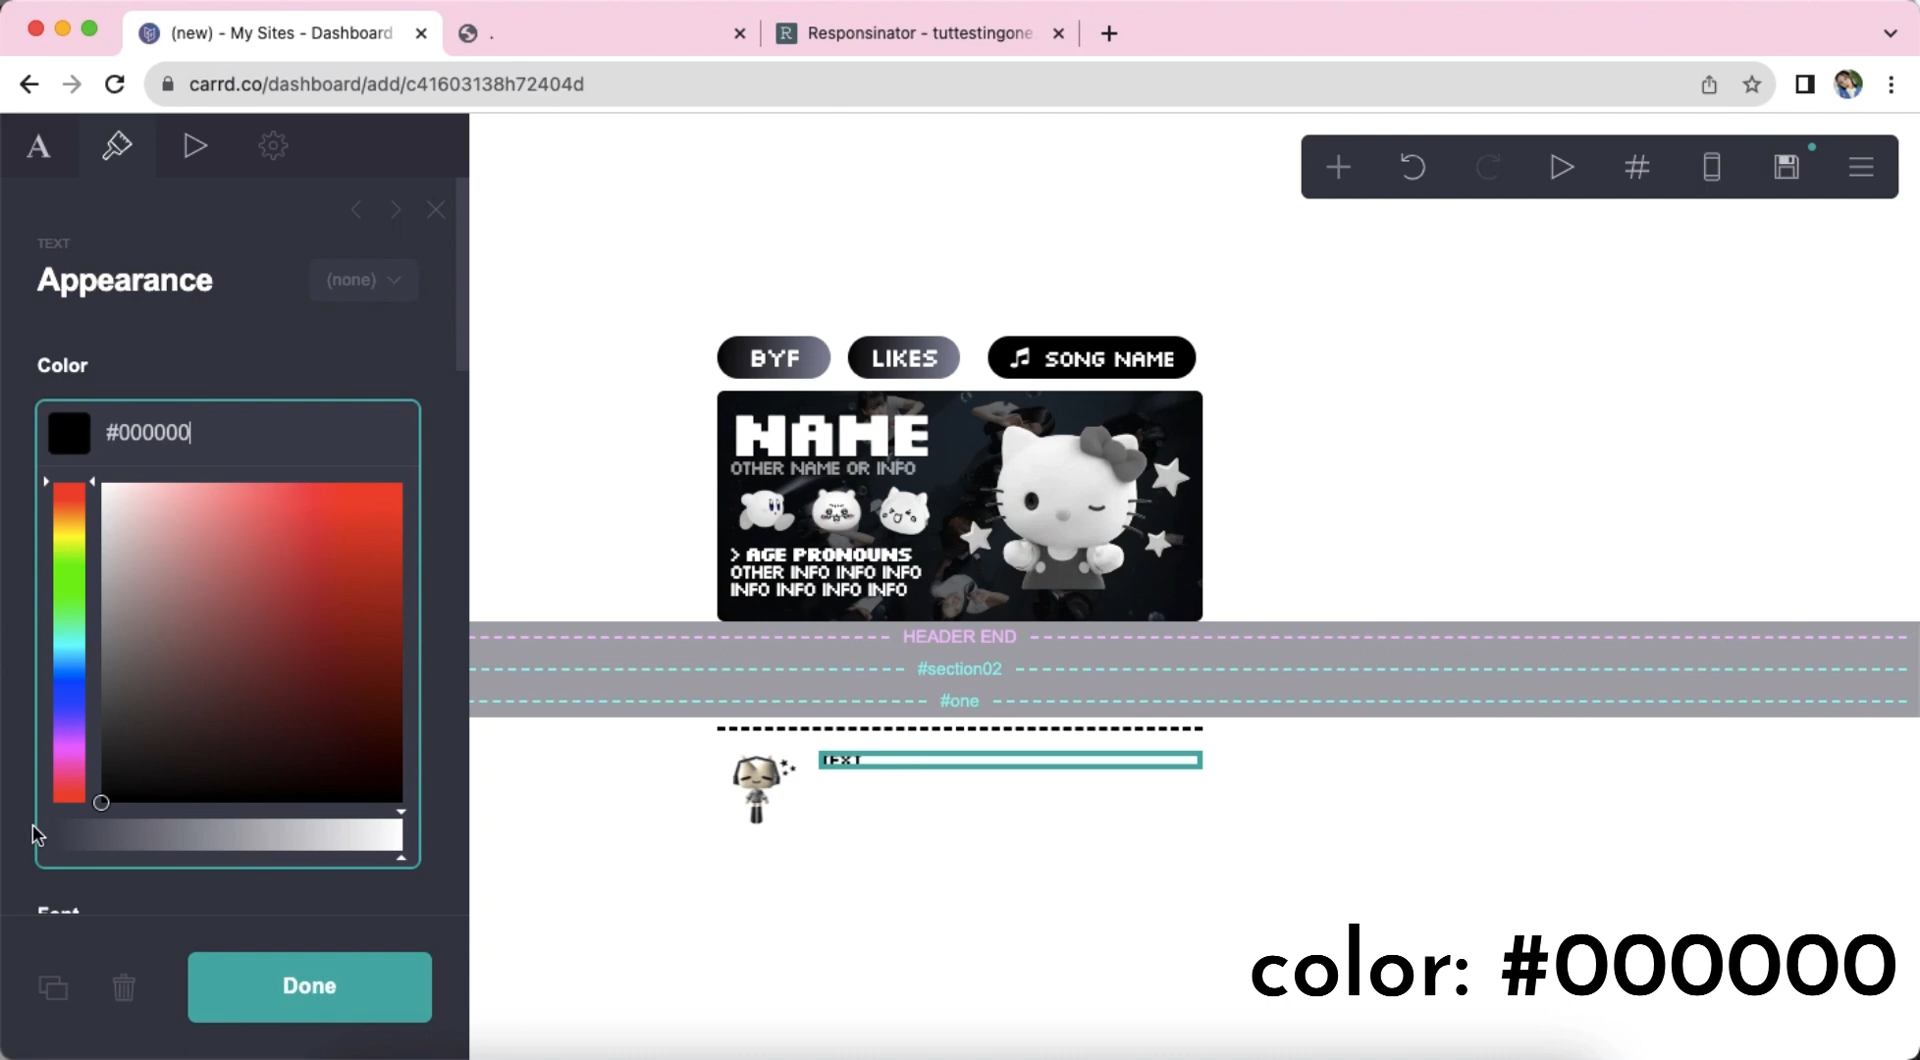 (new) - My Sites - Dashboard
.
Responsinator - tuttestingone
carrd.co/dashboard/add/c41603138h72404d
A
TEXT
Appearance
(none)
Color
#000000
Font
Done
BYF
LIKES
SONG NAME
NAME
OTHER NAME OR INFO
> AGE PRONOUNS
OTHER INFO INFO INFO
INFO INFO INFO INFO
HEADER END
#section02
#one
TEXT
color: #000000